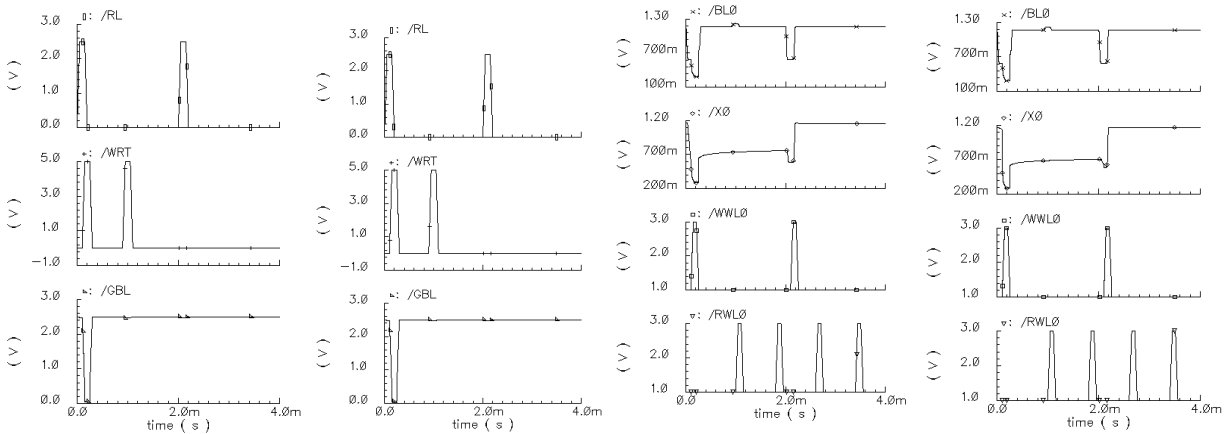 ▯: /RL
3.0
2.0
1.0
0.0
(V)
+: /WRT
5.0
1.0
-1.0
(V)
: /GBL
3.0
2.0
1.0
0.0
(V)
0.0 2.0m 4.0m
time ( s )
▯: /RL
3.0
2.0
1.0
0.0
(V)
+: /WRT
5.0
1.0
-1.0
(V)
: /GBL
3.0
2.0
1.0
0.0
(V)
0.0 2.0m 4.0m
time ( s )
×: /BL0
1.30
700m
100m
(V)
◇: /X0
1.20
700m
200m
(V)
□: /WWL0
3.0
2.0
1.0
(V)
▽: /RWL0
3.0
2.0
1.0
(V)
0.0 2.0m 4.0m
time ( s )
×: /BL0
1.30
700m
100m
(V)
◇: /X0
1.20
700m
200m
(V)
□: /WWL0
3.0
2.0
1.0
(V)
▽: /RWL0
3.0
2.0
1.0
(V)
0.0 2.0m 4.0m
time ( s )